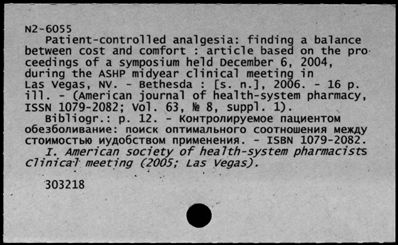 N2-6055
Patient-controlled analgesia: finding a balance
between cost and comfort : article based on the pro-
ceedings of a symposium held December 6, 2004,
during the ASHP midyear clinical meeting in
Las Vegas, NV. - Bethesda : [s. n.], 2006. - 16 p.
ill. - (American journal of health-system pharmacy,
ISSN 1079-2082; Vol. 63, № 8, suppl. 1).
Bibliogr.: p. 12. - Контролируемое пациентом
обезболивание: поиск оптимального соотношения между
стоимостью иудобством применения. - ISBN 1079-2082.
I. American society of health-system pharmacists
clinical meeting (2005; Las Vegas).
303218